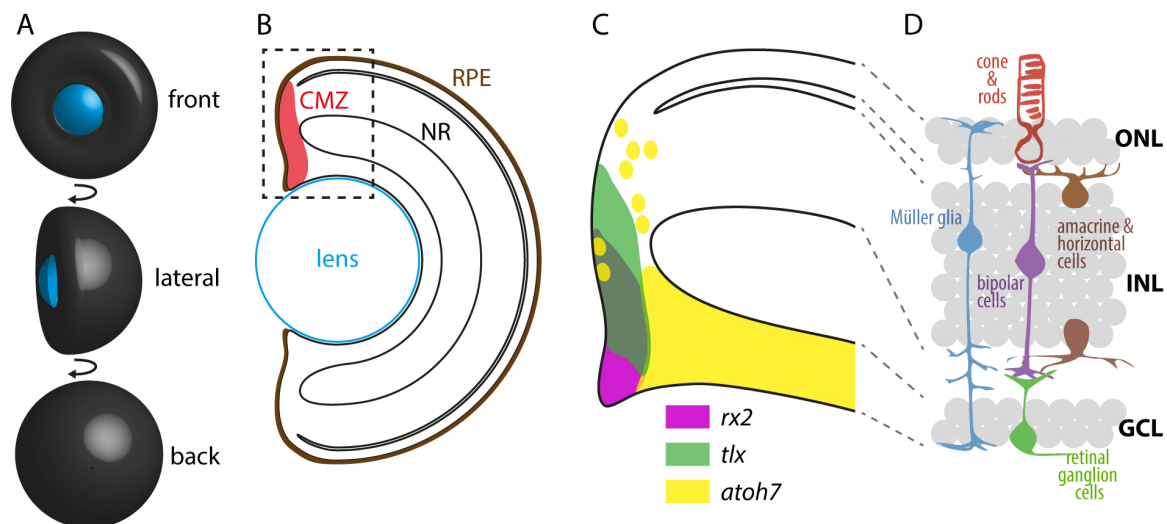 A
front
lateral
back
B
RPE
CMZ
NR
lens
C
rx2
tlx
atoh7
D
cone
&
rods
ONL
Müller glia
amacrine &
horizontal
cells
bipolar
cells
INL
GCL
retinal
ganglion
cells